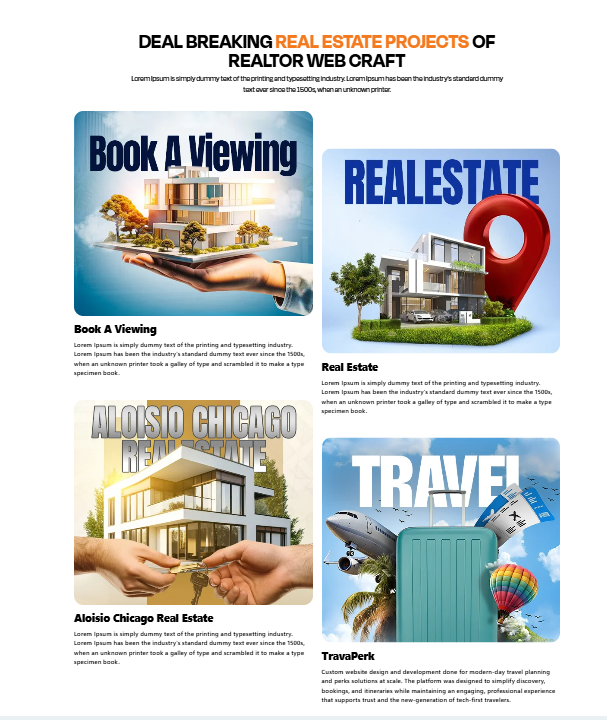 DEAL BREAKING REAL ESTATE PROJECTS OF
REALTOR WEB CRAFT
Lorem Ipsum is simply dummy text of the printing and typesetting industry. Lorem Ipsum has been the industry's standard dummy
text ever since the 1500s, when an unknown printer.
Book A Viewing
Book A Viewing
Lorem Ipsum is simply dummy text of the printing and typesetting industry.
Lorem Ipsum has been the industry's standard dummy text ever since the 1500s,
when an unknown printer took a galley of type and scrambled it to make a type
specimen book.
REALESTATE
Real Estate
Lorem Ipsum is simply dummy text of the printing and typesetting industry.
Lorem Ipsum has been the industry's standard dummy text ever since the 1500s,
when an unknown printer took a galley of type and scrambled it to make a type
specimen book.
ALOISIO CHICAGO
REAL ESTATE
Aloisio Chicago Real Estate
Lorem Ipsum is simply dummy text of the printing and typesetting industry.
Lorem Ipsum has been the industry's standard dummy text ever since the 1500s,
when an unknown printer took a galley of type and scrambled it to make a type
specimen book.
TRAVEL
TravaPerk
Custom website design and development done for modern-day travel planning
and perks solutions at scale. The platform was designed to simplify discovery,
bookings, and itineraries while maintaining an engaging, professional experience
that supports trust and the new-generation of tech-first travelers.